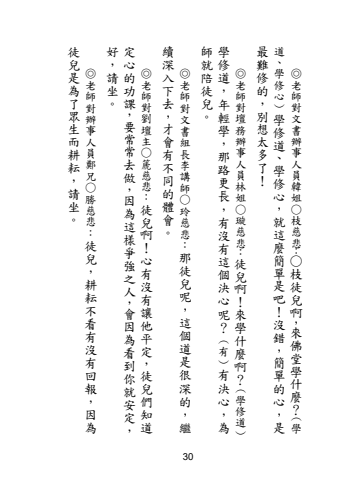 ◎老師對文書辦事人員韓姐◯枝慈悲：◯枝徒兒啊，來佛堂學什麼？（學
道、學修心）學修道、學修心，就這麼簡單是吧！沒錯，簡單的心，是
最難修的，別想太多了！
◎老師對壇務辦事人員林姐◯璇慈悲：徒兒啊！來學什麼啊？（學修道）
學修道，年輕學，那路更長，有沒有這個決心呢？（有）有決心，為
師就陪徒兒。
◎老師對文書組長李講師◯玲慈悲：那徒兒呢，這個道是很深的，繼
續深入下去，才會有不同的體會。
◎老師對劉壇主◯篪慈悲：徒兒啊！心有沒有讓他平定，徒兒們知道
定心的功課，要常常去做，因為這樣爭強之人，會因為看到你就安定，
好，請坐。
◎老師對辦事人員鄭兄◯勝慈悲：徒兒，耕耘不看有沒有回報，因為
徒兒是為了眾生而耕耘，請坐。
30